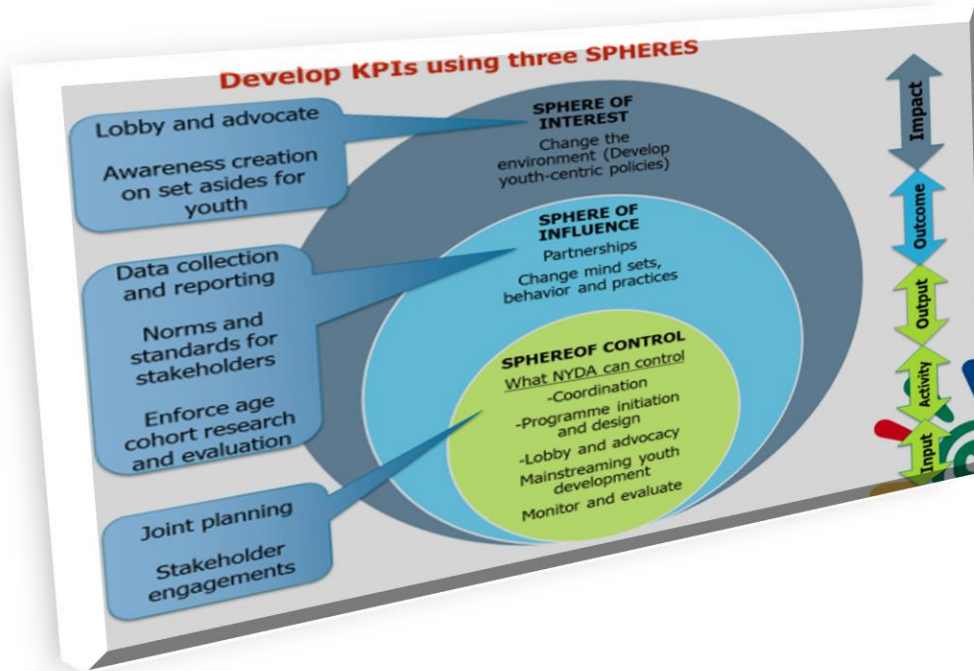 Develop KPIs using three SPHERES
Lobby and advocate
Awareness creation
on set asides for
youth
Data collection
and reporting
Norms and
standards for
stakeholders
Enforce age
cohort research
and evaluation
Joint planning
Stakeholder
engagements
SPHERE OF
INTEREST
Change the
environment (Develop
youth-centric policies)
SPHERE OF
INFLUENCE
Partnerships
Change mind sets,
behavior and practices
SPHEREOF CONTROL
What NYDA can control
-Coordination
-Programme initiation
and design
-Lobby and advocacy
Mainstreaming youth
development
Monitor and evaluate
Impact
Outcome
Output
Activity
Input